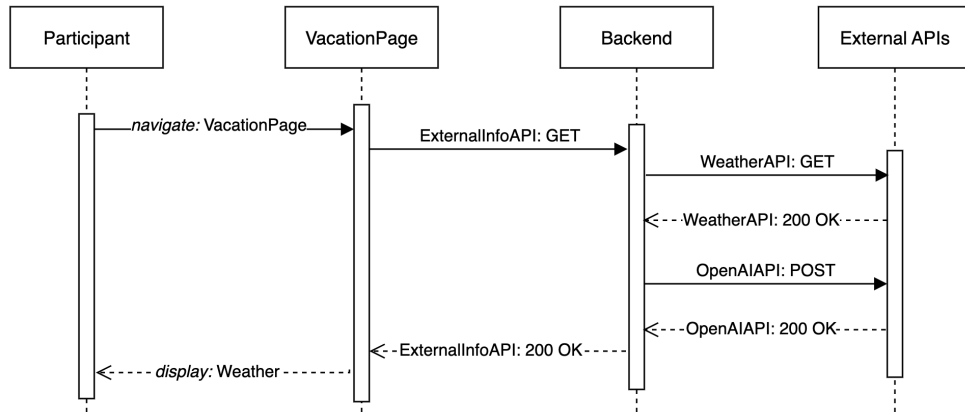 Participant
VacationPage
Backend
External APIs
navigate: VacationPage
ExternalInfoAPI: GET
WeatherAPI: GET
WeatherAPI: 200 OK
OpenAIAPI: POST
OpenAIAPI: 200 OK
ExternalInfoAPI: 200 OK
display: Weather